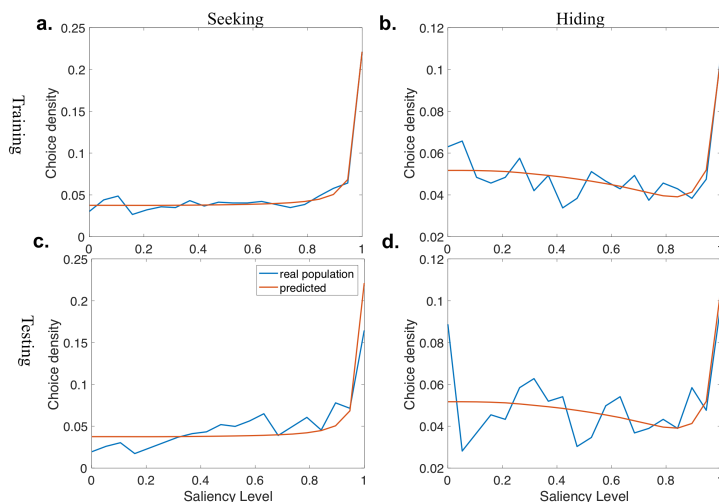 Seeking
Hiding
a.
b.
Training
Choice density
0.25
0.2
0.15
0.1
0.05
0
0 0.2 0.4 0.6 0.8 1
Choice density
0.12
0.1
0.08
0.06
0.04
0.02
0 0.2 0.4 0.6 0.8
c.
d.
Testing
Choice density
0.25
0.2
0.15
0.1
0.05
0
real population
predicted
0 0.2 0.4 0.6 0.8 1
Saliency Level
Choice density
0.12
0.1
0.08
0.06
0.04
0.02
0 0.2 0.4 0.6 0.8
Saliency Level